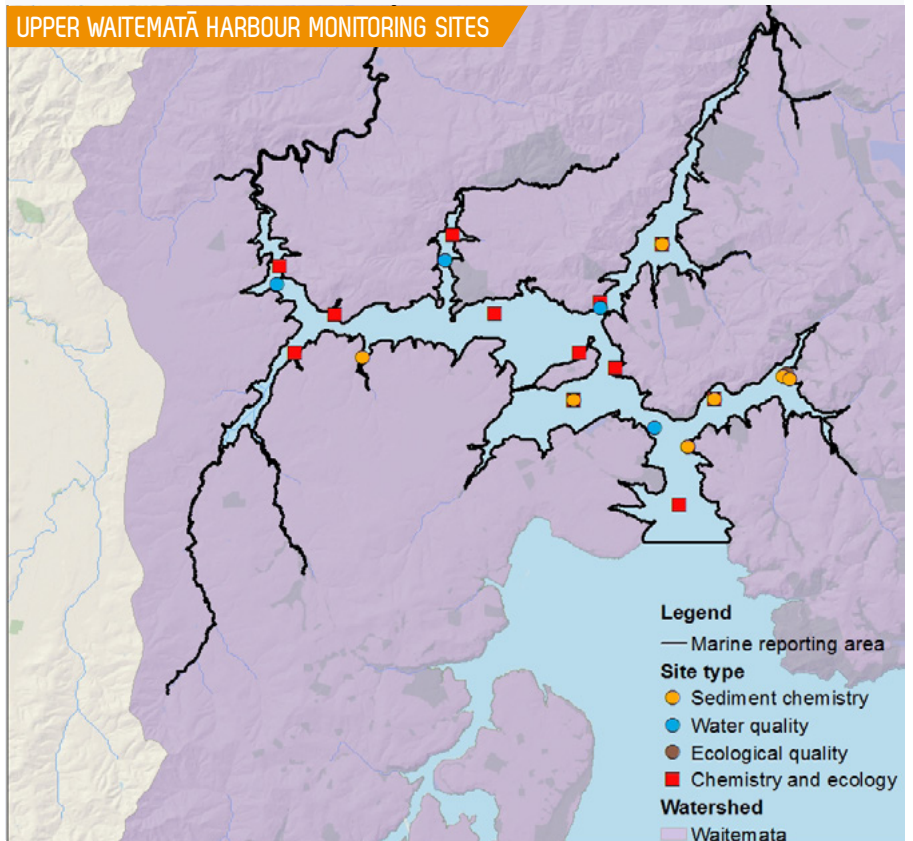 UPPER WAITEMATĀ HARBOUR MONITORING SITES
Legend
Marine reporting area
Site type
Sediment chemistry
Water quality
Ecological quality
Chemistry and ecology
Watershed
Waitemata